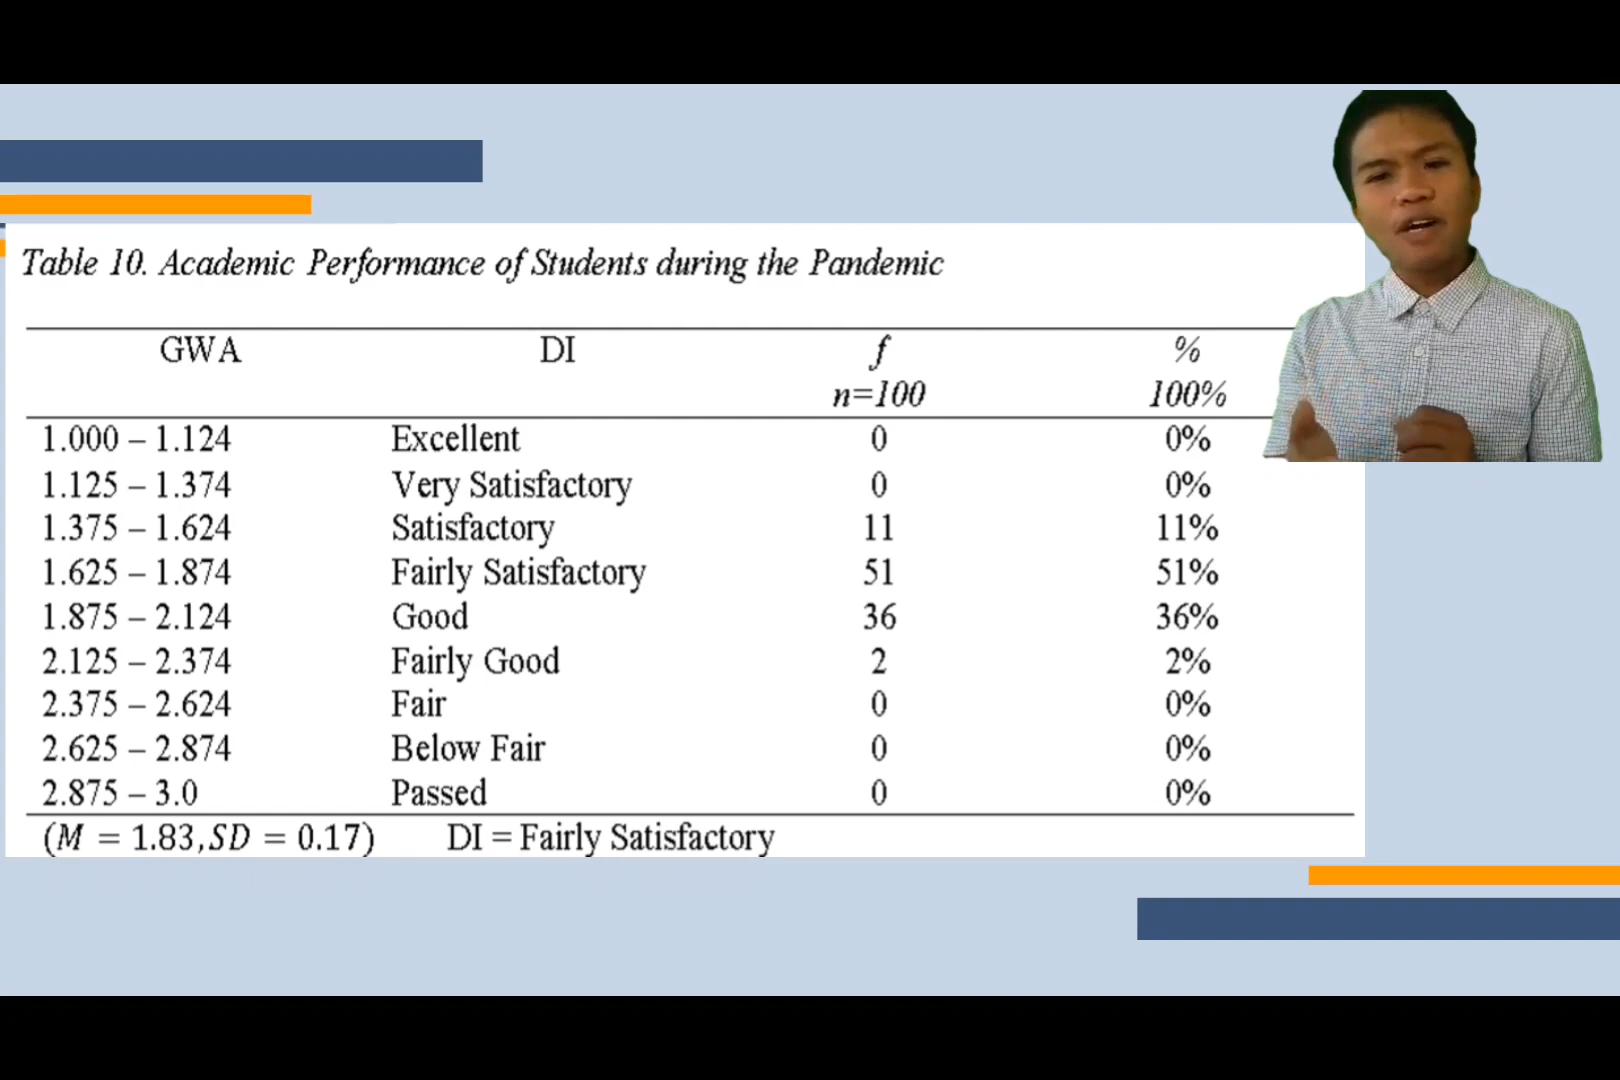 Table 10. Academic Performance of Students during the Pandemic
GWA DI f %
n=100 100%
1.000 – 1.124 Excellent 0 0%
1.125 – 1.374 Very Satisfactory 0 0%
1.375 – 1.624 Satisfactory 11 11%
1.625 – 1.874 Fairly Satisfactory 51 51%
1.875 – 2.124 Good 36 36%
2.125 – 2.374 Fairly Good 2 2%
2.375 – 2.624 Fair 0 0%
2.625 – 2.874 Below Fair 0 0%
2.875 – 3.0 Passed 0 0%
(M = 1.83, SD = 0.17) DI = Fairly Satisfactory